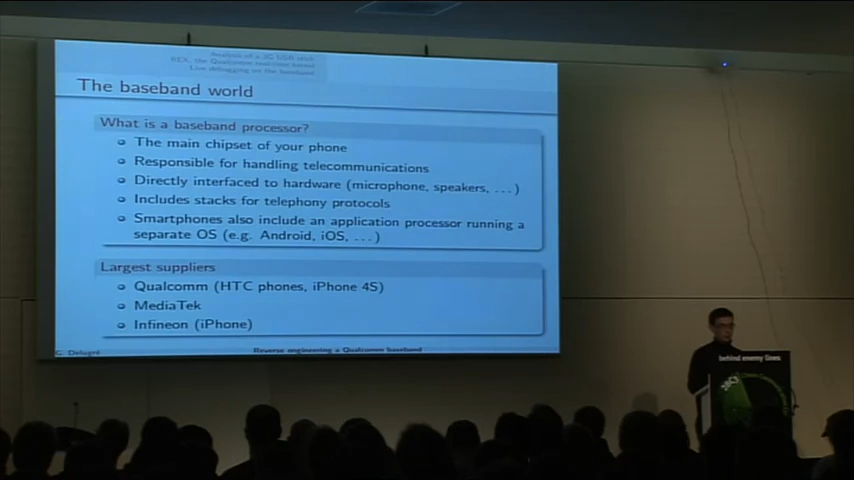 Analysis of a 3G USB stick
REX, the Qualcomm real-time kernel
Live debugging on the baseband
The baseband world
What is a baseband processor?
The main chipset of your phone
Responsible for handling telecommunications
Directly interfaced to hardware (microphone, speakers, ...)
Includes stacks for telephony protocols
Smartphones also include an application processor running a
separate OS (e.g. Android, iOS, ...)
Largest suppliers
Qualcomm (HTC phones, iPhone 4S)
MediaTek
Infineon (iPhone)
G. Delugré
Reverse engineering a Qualcomm baseband
behind enemy lines